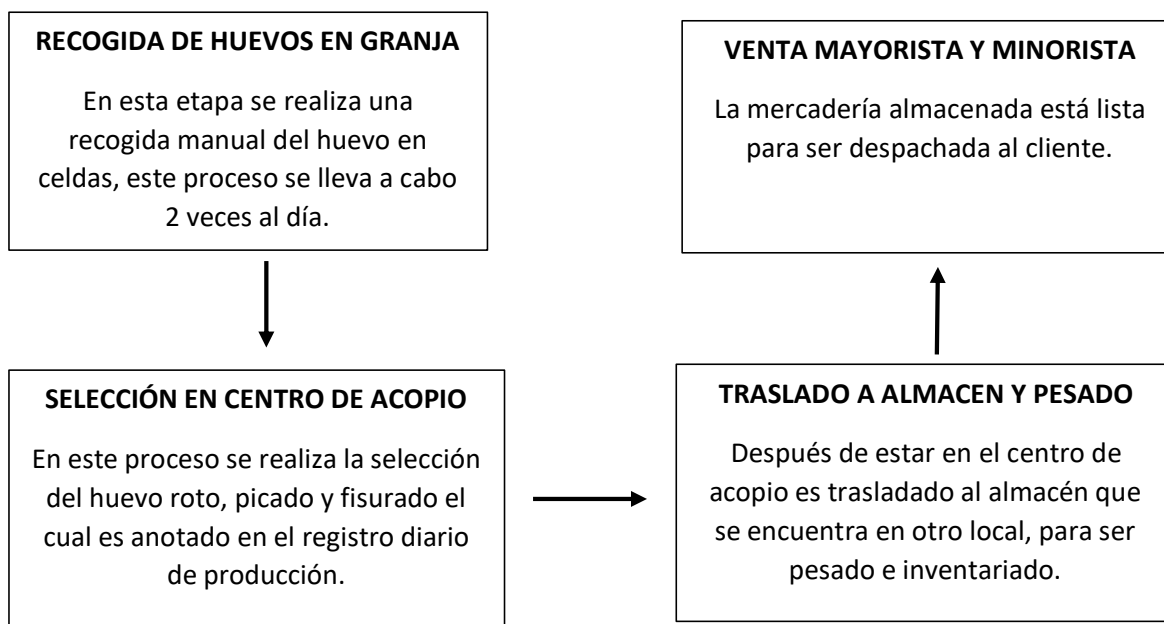 RECOGIDA DE HUEVOS EN GRANJA
En esta etapa se realiza una
recogida manual del huevo en
celdas, este proceso se lleva a cabo
2 veces al día.
SELECCIÓN EN CENTRO DE ACOPIO
En este proceso se realiza la selección
del huevo roto, picado y fisurado el
cual es anotado en el registro diario
de producción.
TRASLADO A ALMACEN Y PESADO
Después de estar en el centro de
acopio es trasladado al almacén que
se encuentra en otro local, para ser
pesado e inventariado.
VENTA MAYORISTA Y MINORISTA
La mercadería almacenada está lista
para ser despachada al cliente.